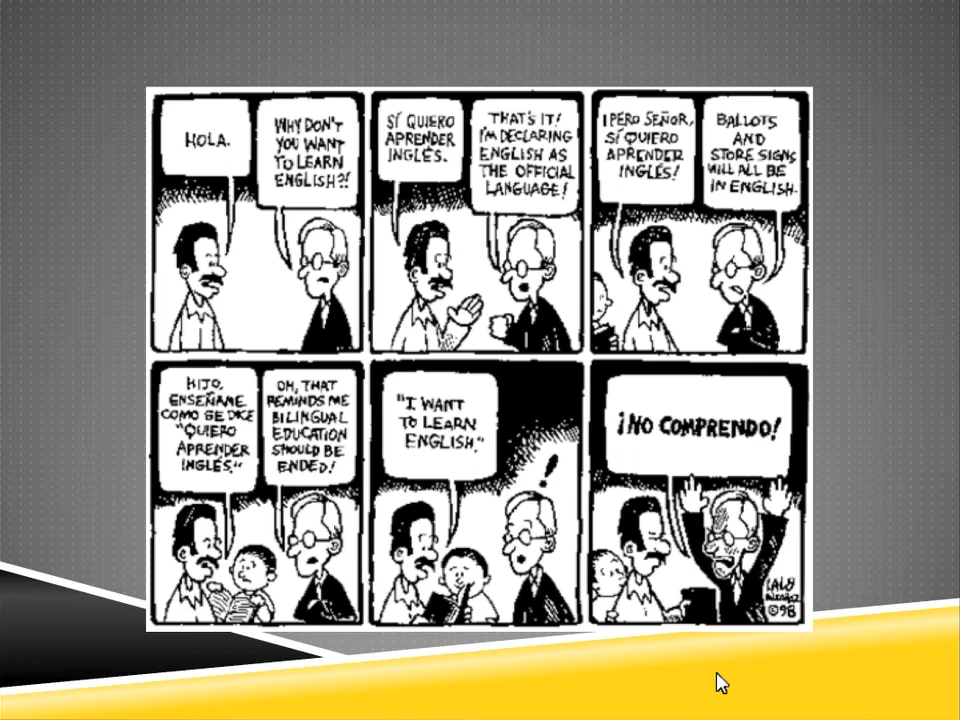 HOLA.
WHY DON'T
YOU WANT
TO LEARN
ENGLISH?!
SÍ QUIERO
APRENDER
INGLÉS.
THAT'S IT!
I'M DECLARING
ENGLISH AS
THE OFFICIAL
LANGUAGE!
¡PERO SEÑOR,
SÍ QUIERO
APRENDER
INGLÉS!
BALLOTS
AND
STORE SIGNS
WILL ALL BE
IN ENGLISH.
HIJO,
ENSEÑAME
COMO SE DICE
"QUIERO
APRENDER
INGLÉS."
OH, THAT
REMINDS ME
BILINGUAL
EDUCATION
SHOULD BE
ENDED!
"I WANT
TO LEARN
ENGLISH."
!
¡NO COMPRENDO!
LALO
©98